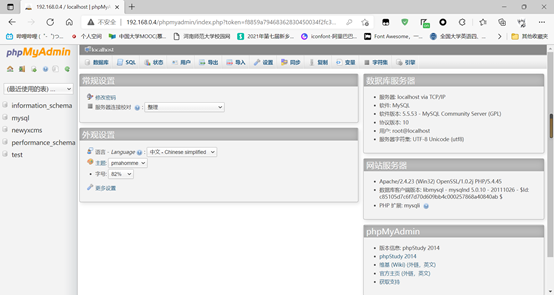 192.168.0.4 / localhost | phpMy
不安全
192.168.0.4/phpmyadmin/index.php?token=f8859a79468362830450034f2fc3
个人空间
中国大学MOOC(慕
河南师范大学校园网
2021年第七届新乡
iconfont-阿里巴巴
Font Awesome, 一
全国大学英语四、
其他收藏夹
phpMyAdmin
(最近使用的表) ...
information_schema
mysql
newyxcms
performance_schema
test
localhost
数据库
SQL
状态
用户
导出
导入
设置
同步
复制
变量
字符集
引擎
常规设置
修改密码
服务器连接校对
整理
外观设置
语言 - Language
中文 - Chinese simplified
主题:
pmahomme
字号:
82%
更多设置
数据库服务器
服务器: localhost via TCP/IP
软件: MySQL
软件版本: 5.5.53 - MySQL Community Server (GPL)
协议版本: 10
用户: root@localhost
服务器字符集: UTF-8 Unicode (utf8)
网站服务器
Apache/2.4.23 (Win32) OpenSSL/1.0.2j PHP/5.4.45
数据库客户端版本: libmysql - mysqlnd 5.0.10 - 20111026 - $Id:
c85105d7c6f7d70d609bb4c000257868a40840ab $
PHP 扩展: mysqli
phpMyAdmin
版本信息: phpStudy 2014
phpStudy 2014
维基 (Wiki) (外链，英文)
官方主页 (外链，英文)
获取支持